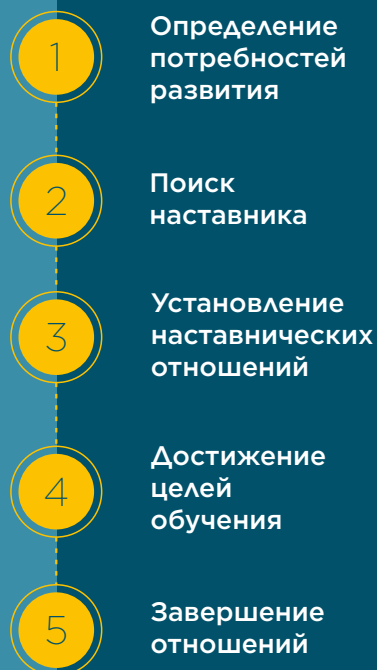 1
Определение
потребностей
развития
2
Поиск
наставника
3
Установление
наставнических
отношений
4
Достижение
целей
обучения
5
Завершение
отношений